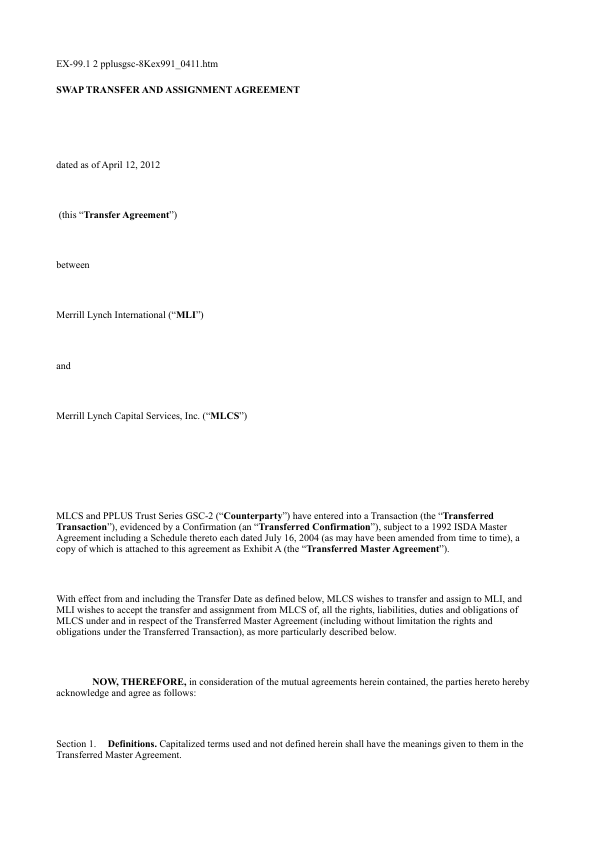 EX-99.1 2 pplusgsc-8Kex991_0411.htm
SWAP TRANSFER AND ASSIGNMENT AGREEMENT
dated as of April 12, 2012
(this “Transfer Agreement”)
between
Merrill Lynch International (“MLI”)
and
Merrill Lynch Capital Services, Inc. (“MLCS”)
MLCS and PPLUS Trust Series GSC-2 (“Counterparty”) have entered into a Transaction (the “Transferred
Transaction”), evidenced by a Confirmation (an “Transferred Confirmation”), subject to a 1992 ISDA Master
Agreement including a Schedule thereto each dated July 16, 2004 (as may have been amended from time to time), a
copy of which is attached to this agreement as Exhibit A (the “Transferred Master Agreement”).
With effect from and including the Transfer Date as defined below, MLCS wishes to transfer and assign to MLI, and
MLI wishes to accept the transfer and assignment from MLCS of, all the rights, liabilities, duties and obligations of
MLCS under and in respect of the Transferred Master Agreement (including without limitation the rights and
obligations under the Transferred Transaction), as more particularly described below.
NOW, THEREFORE, in consideration of the mutual agreements herein contained, the parties hereto hereby
acknowledge and agree as follows:
Section 1. Definitions. Capitalized terms used and not defined herein shall have the meanings given to them in the
Transferred Master Agreement.